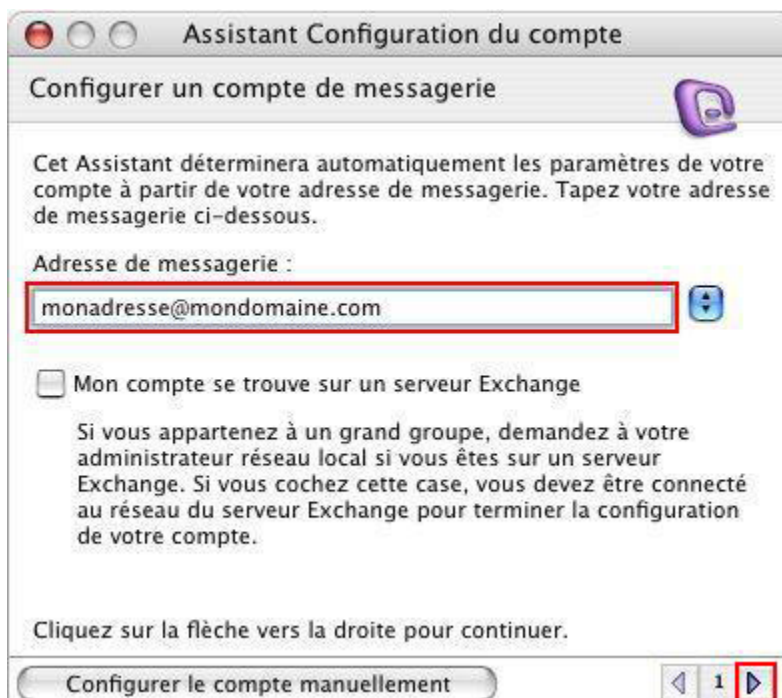 Assistant Configuration du compte
Configurer un compte de messagerie
Cet Assistant déterminera automatiquement les paramètres de votre
compte à partir de votre adresse de messagerie. Tapez votre adresse
de messagerie ci-dessous.
Adresse de messagerie :
monadresse@mondomaine.com
Mon compte se trouve sur un serveur Exchange
Si vous appartenez à un grand groupe, demandez à votre
administrateur réseau local si vous êtes sur un serveur
Exchange. Si vous cochez cette case, vous devez être connecté
au réseau du serveur Exchange pour terminer la configuration
de votre compte.
Cliquez sur la flèche vers la droite pour continuer.
Configurer le compte manuellement
1